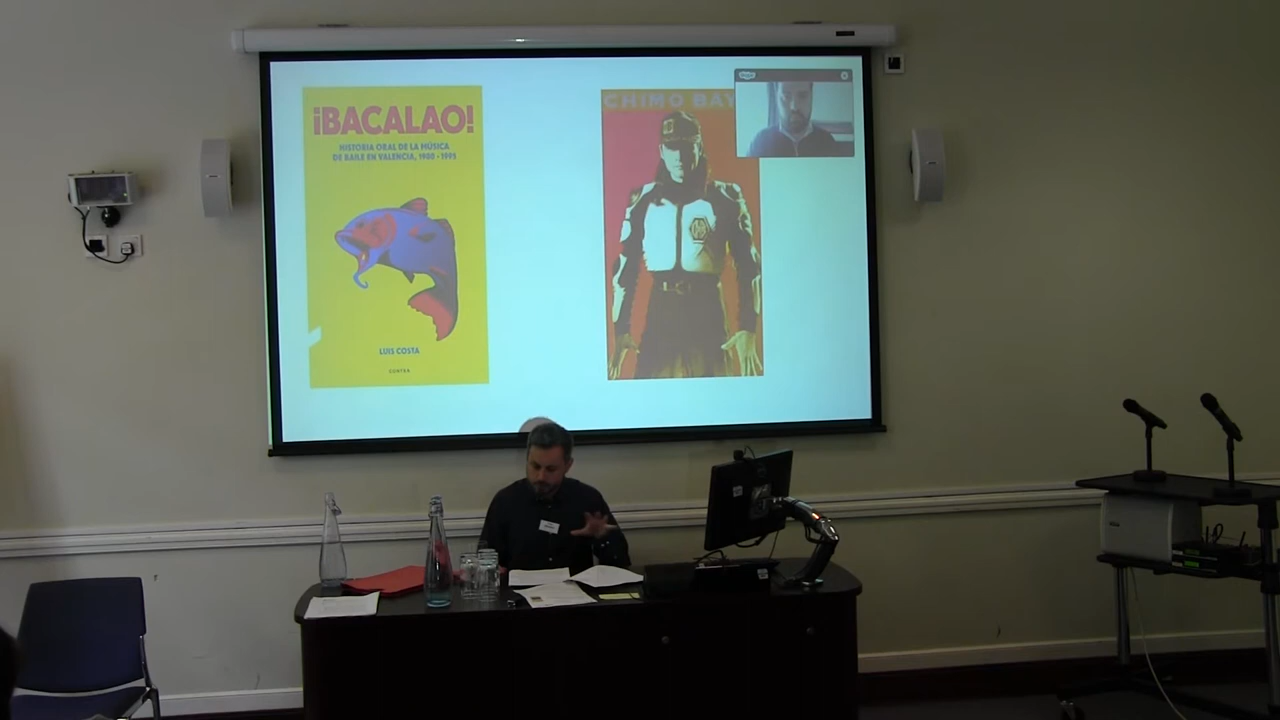 ¡BACALAO!
HISTORIA ORAL DE LA MÚSICA
DE BAILE EN VALENCIA, 1980 - 1995
LUIS COSTA
CONTRA
CHIMO BAY